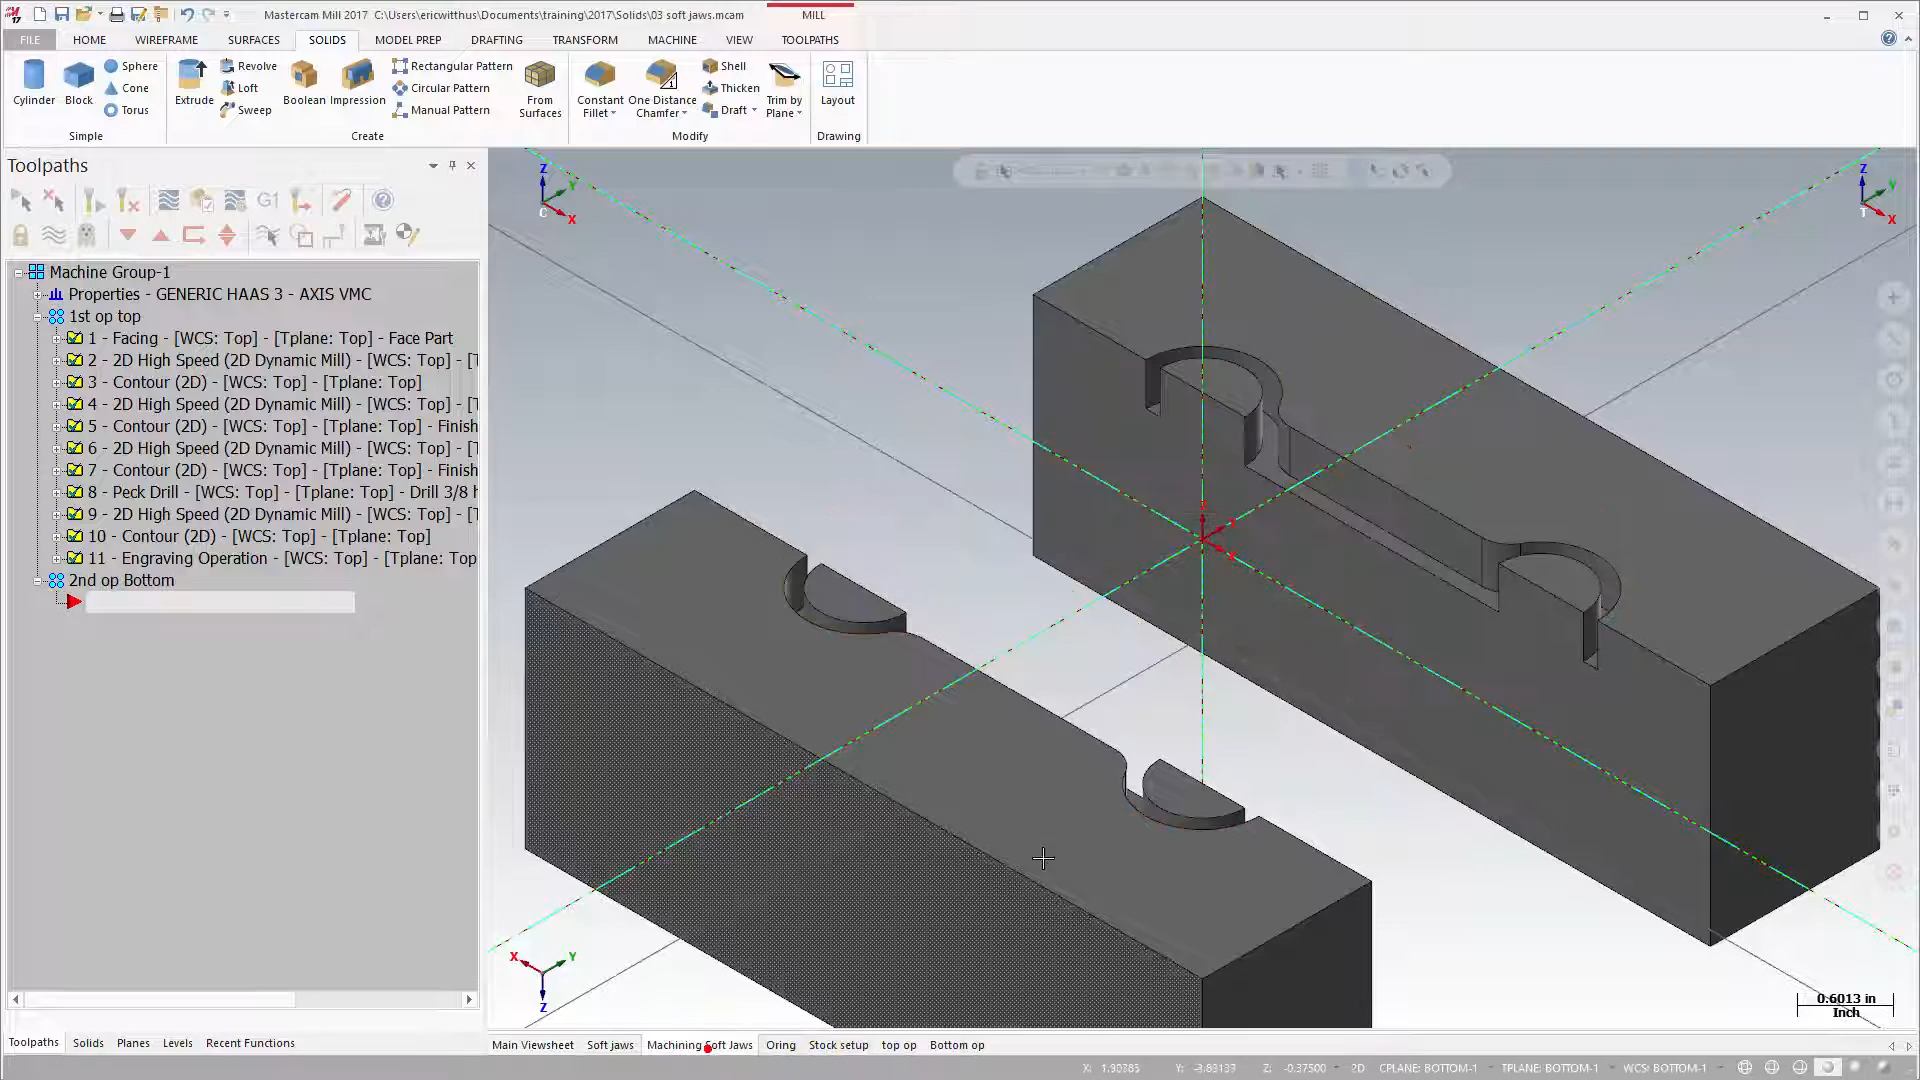 Mastercam Mill 2017 C:\Users\ericwitthus\Documents\training\2017\Solids\03 soft jaws.mcam
MILL
FILE HOME WIREFRAME SURFACES SOLIDS MODEL PREP DRAFTING TRANSFORM MACHINE VIEW TOOLPATHS
Cylinder
Block
Sphere
Cone
Torus
Simple
Extrude
Revolve
Loft
Sweep
Boolean
Impression
Rectangular Pattern
Circular Pattern
Manual Pattern
From
Surfaces
Create
Constant
Fillet
One Distance
Chamfer
Shell
Thicken
Draft
Trim by
Plane
Modify
Layout
Drawing
Toolpaths
G1
Machine Group-1
Properties - GENERIC HAAS 3 - AXIS VMC
1st op top
1 - Facing - [WCS: Top] - [Tplane: Top] - Face Part
2 - 2D High Speed (2D Dynamic Mill) - [WCS: Top] - [T
3 - Contour (2D) - [WCS: Top] - [Tplane: Top]
4 - 2D High Speed (2D Dynamic Mill) - [WCS: Top] - [T
5 - Contour (2D) - [WCS: Top] - [Tplane: Top] - Finish
6 - 2D High Speed (2D Dynamic Mill) - [WCS: Top] - [T
7 - Contour (2D) - [WCS: Top] - [Tplane: Top] - Finish
8 - Peck Drill - [WCS: Top] - [Tplane: Top] - Drill 3/8 h
9 - 2D High Speed (2D Dynamic Mill) - [WCS: Top] - [T
10 - Contour (2D) - [WCS: Top] - [Tplane: Top]
11 - Engraving Operation - [WCS: Top] - [Tplane: Top
2nd op Bottom
Z
Y
C
X
Z
Y
T
X
X
Y
Z
0.6013 in
Inch
Toolpaths Solids Planes Levels Recent Functions
Main Viewsheet Soft jaws Machining Soft Jaws Oring Stock setup top op Bottom op
X: 1.90785 Y: -3.89139 Z: -0.37500 2D CPLANE: BOTTOM-1 TPLANE: BOTTOM-1 WCS: BOTTOM-1